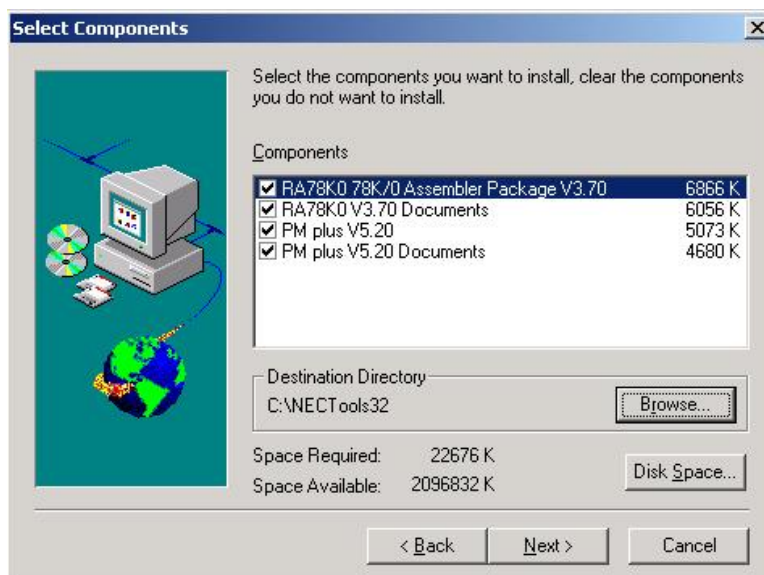 Select Components
Select the components you want to install, clear the components
you do not want to install.
Components
RA78K0 78K/0 Assembler Package V3.70 6866 K
RA78K0 V3.70 Documents 6056 K
PM plus V5.20 5073 K
PM plus V5.20 Documents 4680 K
Destination Directory
C:\NECTools32
Browse...
Space Required: 22676 K
Space Available: 2096832 K
Disk Space...
< Back
Next >
Cancel